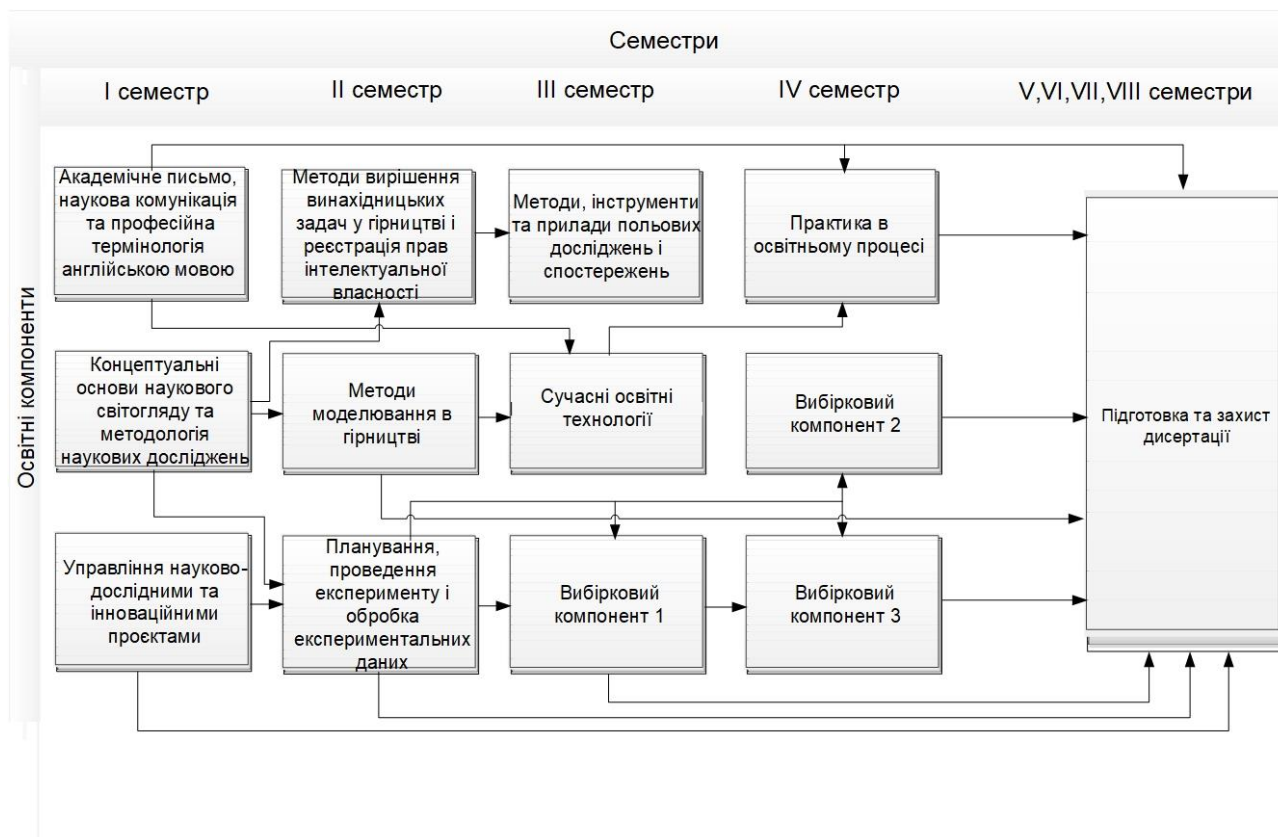 Семестри
I семестр
II семестр
III семестр
IV семестр
V,VI,VII,VIII семестри
Освітні компоненти
Академічне письмо,
наукова комунікація
та професійна
термінологія
англійською мовою
Методи вирішення
винахідницьких
задач у гірництві і
реєстрація прав
інтелектуальної
власності
Методи, інструменти
та прилади польових
досліджень і
спостережень
Практика в
освітньому процесі
Концептуальні
основи наукового
світогляду та
методологія
наукових досліджень
Методи
моделювання в
гірництві
Сучасні освітні
технології
Вибірковий
компонент 2
Підготовка та захист
дисертації
Управління науково-
дослідними та
інноваційними
проєктами
Планування,
проведення
експерименту і
обробка
експериментальних
даних
Вибірковий
компонент 1
Вибірковий
компонент 3